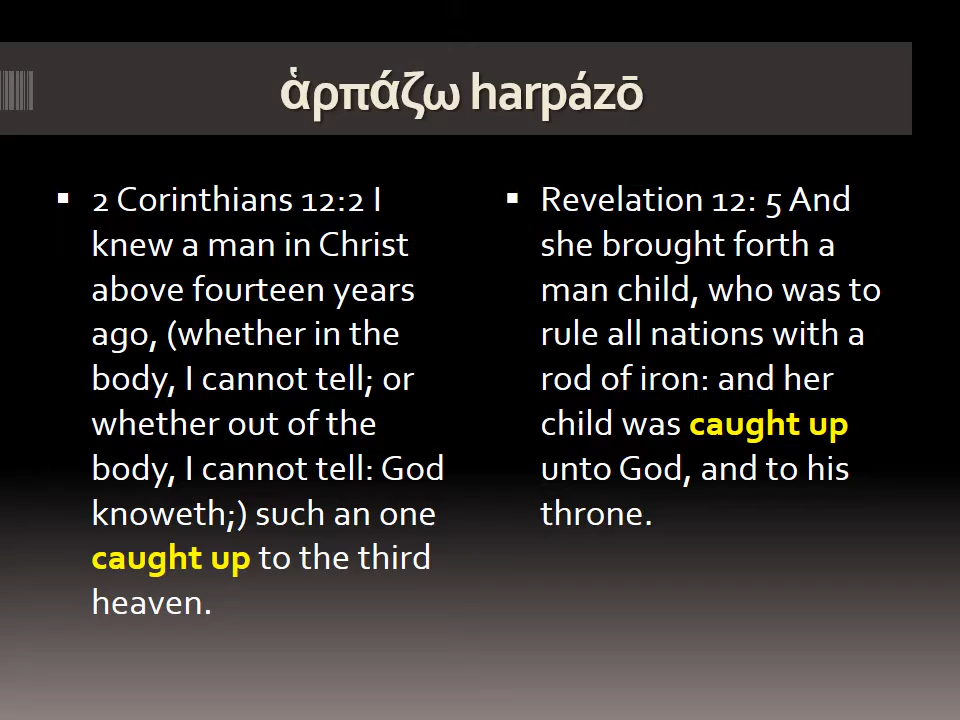 ἁρπάζω harpázō
▪ 2 Corinthians 12:2 I
knew a man in Christ
above fourteen years
ago, (whether in the
body, I cannot tell; or
whether out of the
body, I cannot tell: God
knoweth;) such an one
caught up to the third
heaven.
▪ Revelation 12: 5 And
she brought forth a
man child, who was to
rule all nations with a
rod of iron: and her
child was caught up
unto God, and to his
throne.